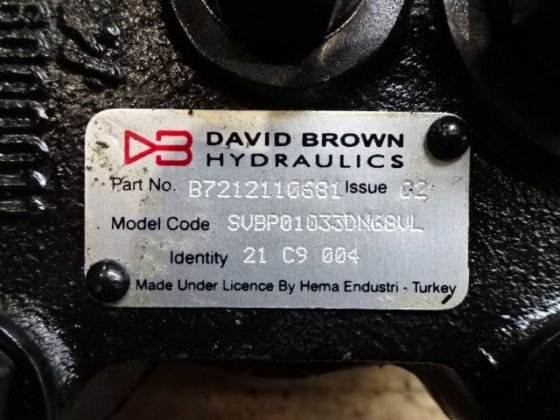 DAVID BROWN
HYDRAULICS
Part No. B7212110681 Issue 02
Model Code SVBP01033DN68VL
Identity 21 C9 004
Made Under Licence By Hema Endustri - Turkey